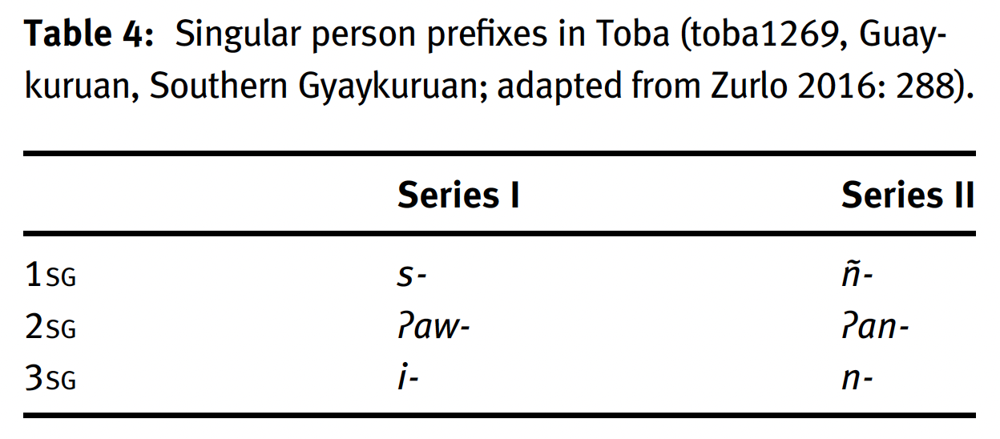 Table 4: Singular person prefixes in Toba (toba1269, Guay-
kuruan, Southern Gyaykuruan; adapted from Zurlo 2016: 288).
Series I Series II
1SG s- ñ-
2SG ʔaw- ʔan-
3SG i- n-